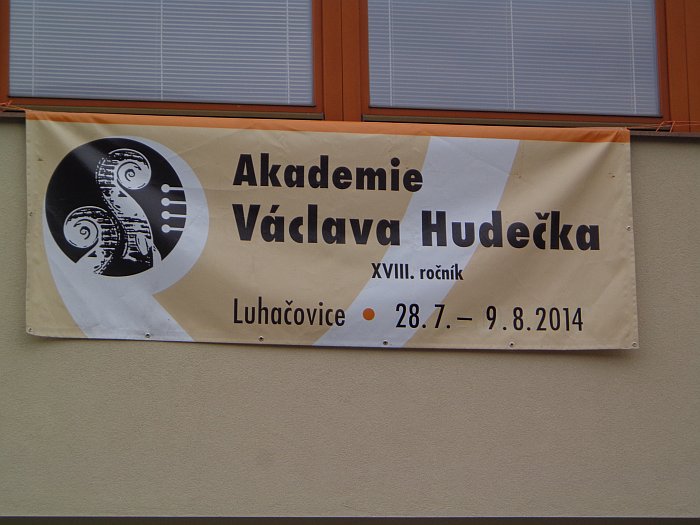 Akademie
Václava Hudečka
XVIII. ročník
Luhačovice • 28. 7. – 9. 8. 2014